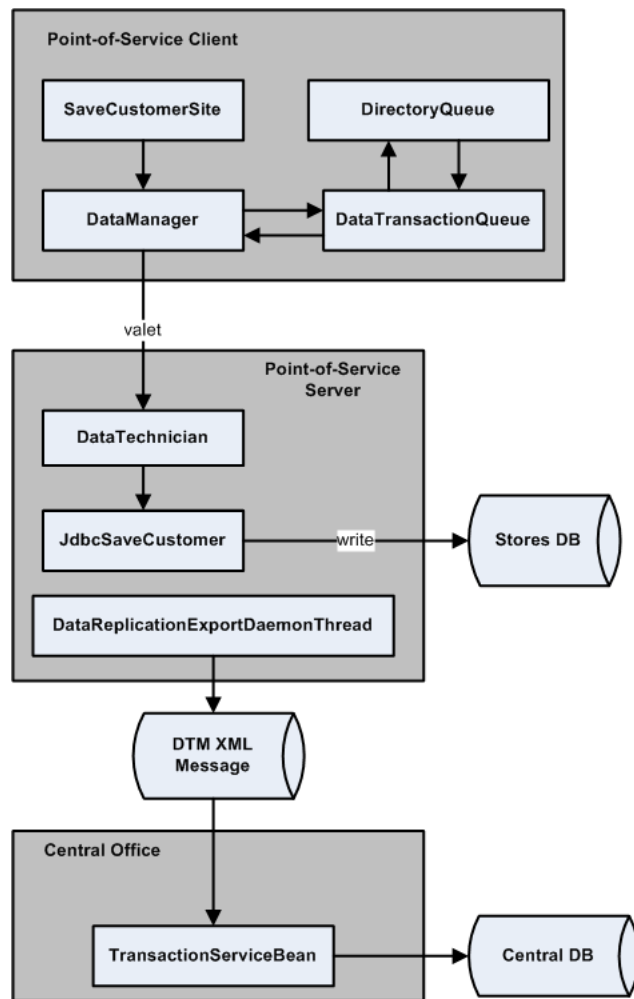 Point-of-Service Client
SaveCustomerSite
DirectoryQueue
DataManager
DataTransactionQueue
valet
Point-of-Service
Server
DataTechnician
JdbcSaveCustomer
write
Stores DB
DataReplicationExportDaemonThread
DTM XML
Message
Central Office
TransactionServiceBean
Central DB